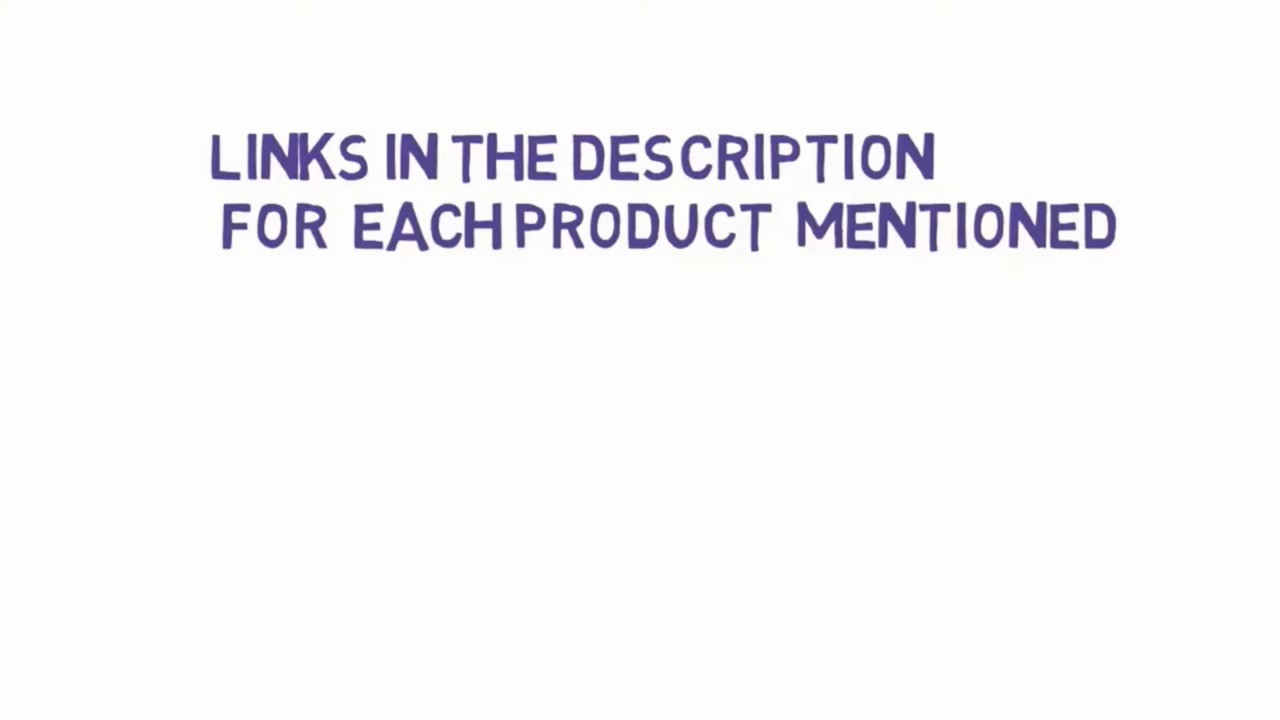 LINKS IN THE DESCRIPTION
FOR EACH PRODUCT MENTIONED